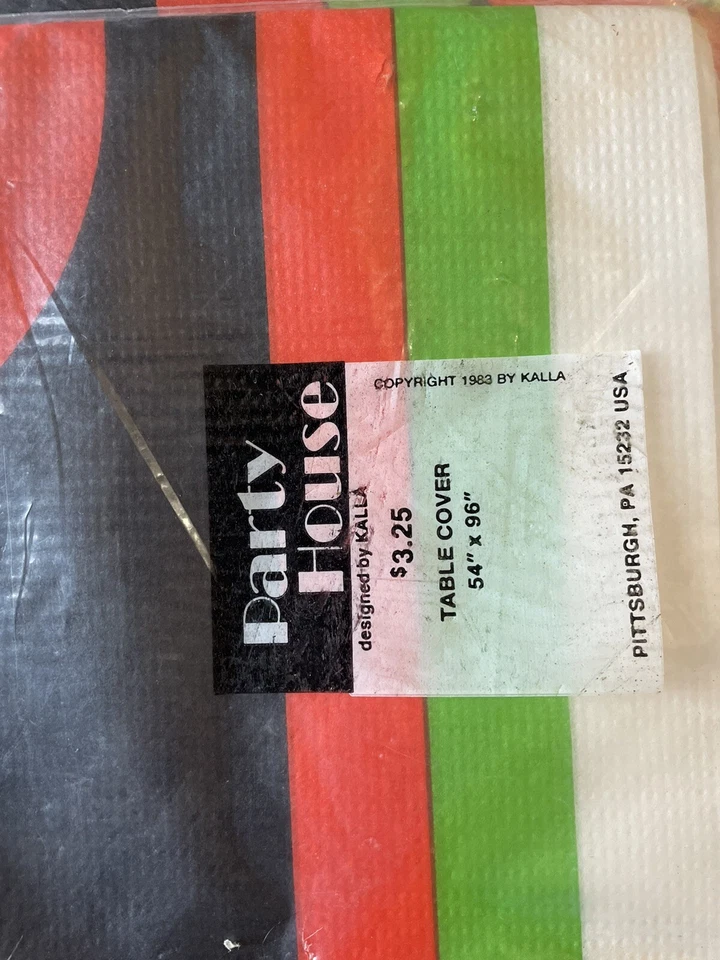 Party
House
designed by KALLA
$3.25
TABLE COVER
54" x 96"
PITTSBURGH, PA 15232 USA
COPYRIGHT 1983 BY KALLA